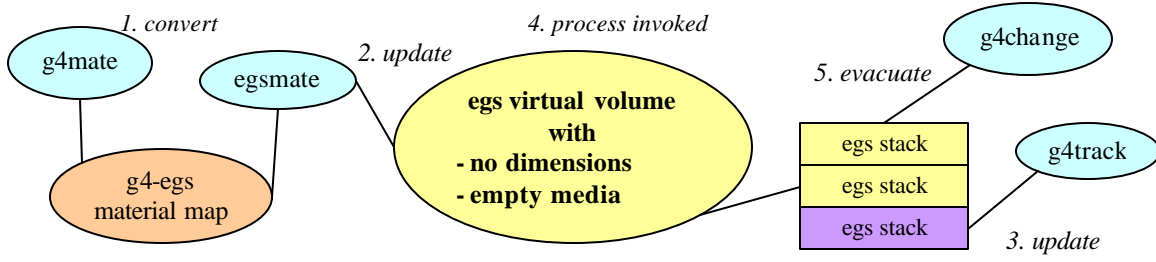 1. convert
g4mate
egsmate
g4-egs
material map
2. update
4. process invoked
egs virtual volume
with
- no dimensions
- empty media
5. evacuate
g4change
egs stack
egs stack
egs stack
g4track
3. update